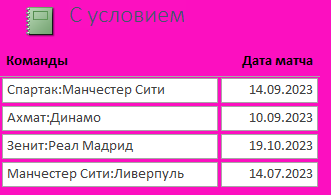 С условием
Команды Дата матча
Спартак:Манчестер Сити 14.09.2023
Ахмат:Динамо 10.09.2023
Зенит:Реал Мадрид 19.10.2023
Манчестер Сити:Ливерпуль 14.07.2023